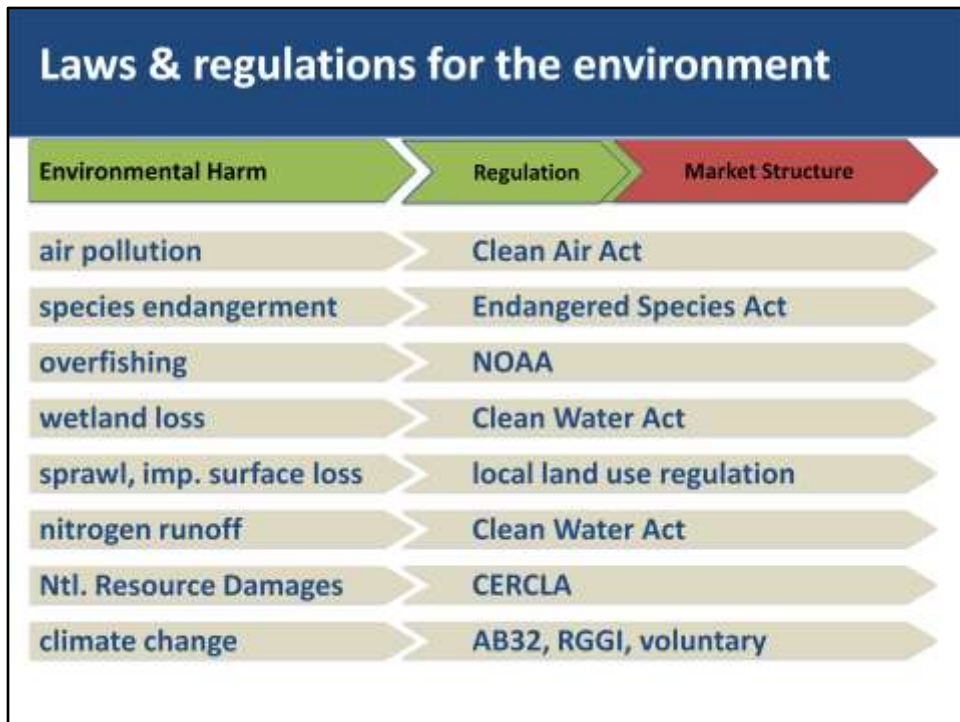 Laws & regulations for the environment
Environmental Harm Regulation Market Structure
air pollution Clean Air Act
species endangerment Endangered Species Act
overfishing NOAA
wetland loss Clean Water Act
sprawl, imp. surface loss local land use regulation
nitrogen runoff Clean Water Act
Ntl. Resource Damages CERCLA
climate change AB32, RGGI, voluntary